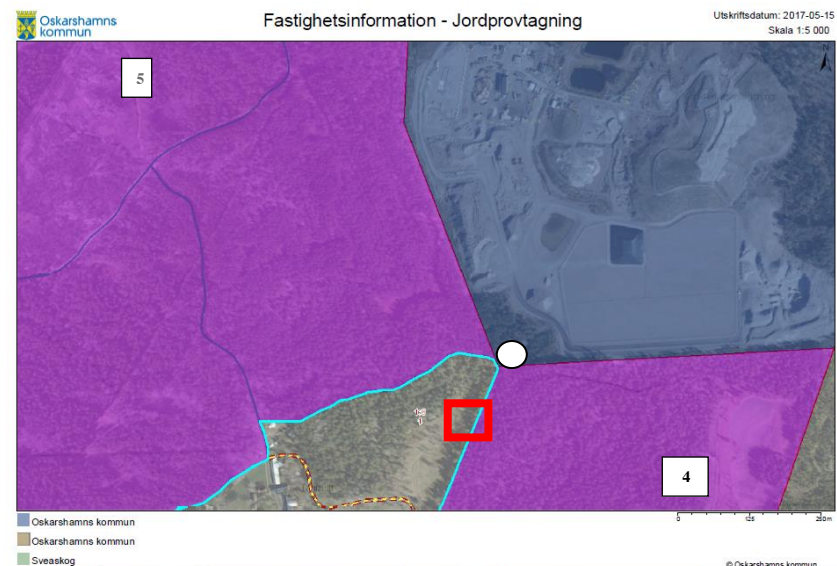 Oskarshamns
kommun
Fastighetsinformation - Jordprovtagning
Utskriftsdatum: 2017-05-15
Skala 1:5 000
5
1
4
0 125 250m
Oskarshamns kommun
Oskarshamns kommun
Sveaskog
© Oskarshamns kommun